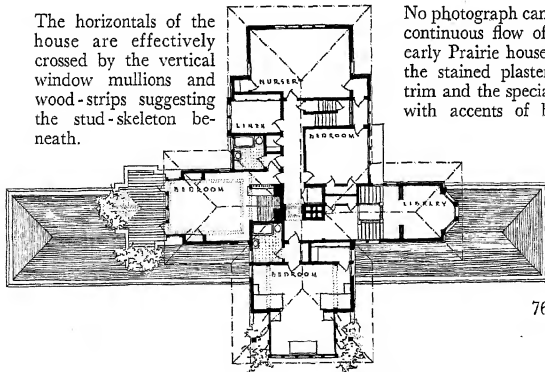 The horizontals of the
house are effectively
crossed by the vertical
window mullions and
wood-strips suggesting
the stud-skeleton be-
neath.
No photograph can
continuous flow of
early Prairie house
the stained plaster
trim and the specia
with accents of b
NURSERY
LINEN
BEDROOM
BEDROOM
LIBRARY
BEDROOM
76